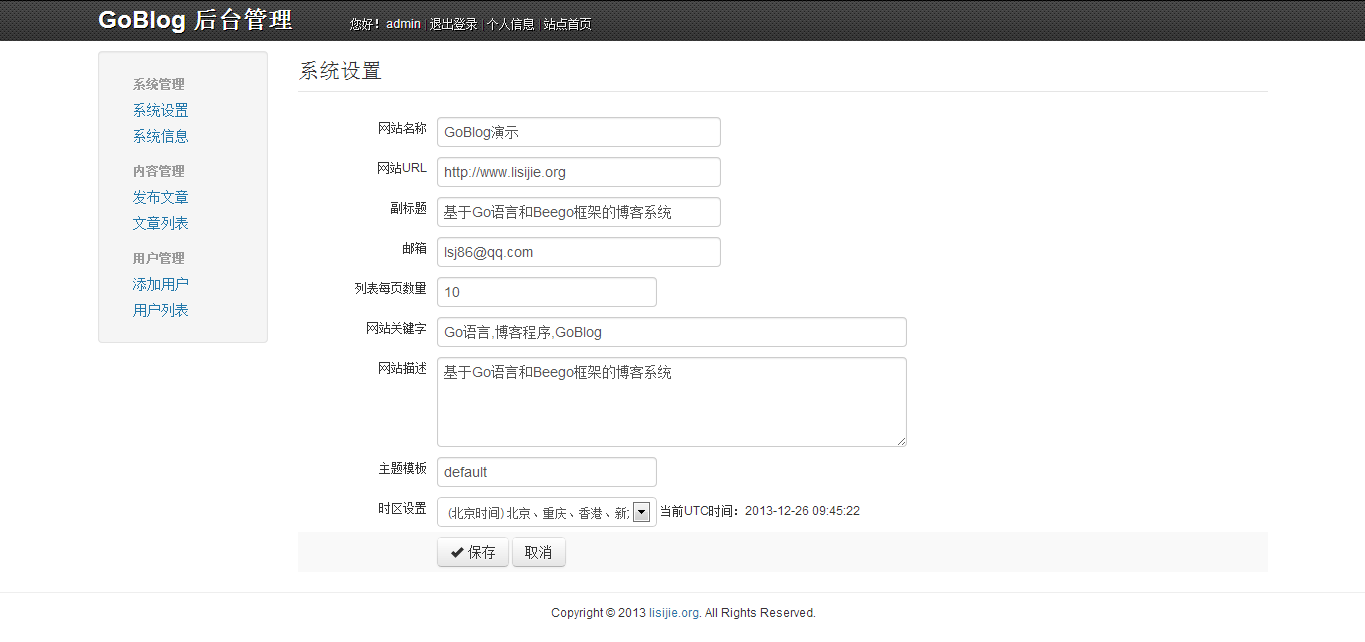 GoBlog 后台管理 您好！admin | 退出登录 | 个人信息 | 站点首页
系统管理
系统设置
系统信息
内容管理
发布文章
文章列表
用户管理
添加用户
用户列表
系统设置
网站名称 GoBlog演示
网站URL http://www.lisijie.org
副标题 基于Go语言和Beego框架的博客系统
邮箱 lsj86@qq.com
列表每页数量 10
网站关键字 Go语言,博客程序,GoBlog
网站描述 基于Go语言和Beego框架的博客系统
主题模板 default
时区设置 (北京时间) 北京、重庆、香港、新; 当前UTC时间：2013-12-26 09:45:22
保存 取消
Copyright © 2013 lisijie.org. All Rights Reserved.